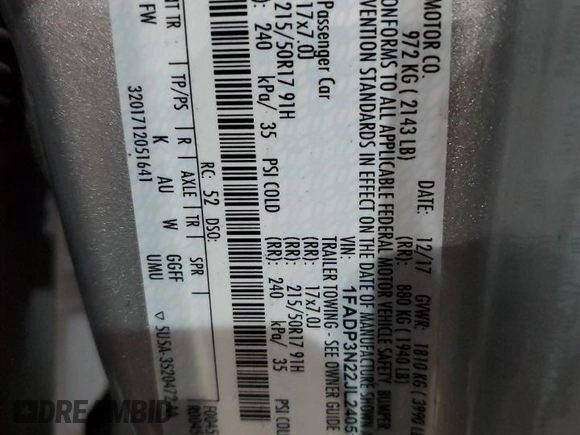 MOTOR CO.
DATE: 12/17
GVWR: 1810 KG
972 KG ( 2143 LB)
(RR): 880 KG ( 1940 LB)
CONFORMS TO ALL APPLICABLE FEDERAL MOTOR VEHICLE SAFETY, BUMPER
STANDARDS IN EFFECT ON THE DATE OF MANUFACTURE SHOWN
VIN: 1FADP3N22JL2405
Passenger Car
TRAILER TOWING - SEE OWNER GUIDE
17x7.0J
(RR): 17x7.0J
215/50R17 91H
(RR): 215/50R17 91H
240 kPa/ 35 PSI COLD
(RR): 240 kPa/ 35 PSI COLD
RC: 52 DSO:
INT TR TP/PS R AXLE TR SPR
FW K AU W GGFF
UMU
3201712051641
▽ 5U5A-3520472
DREAMBID